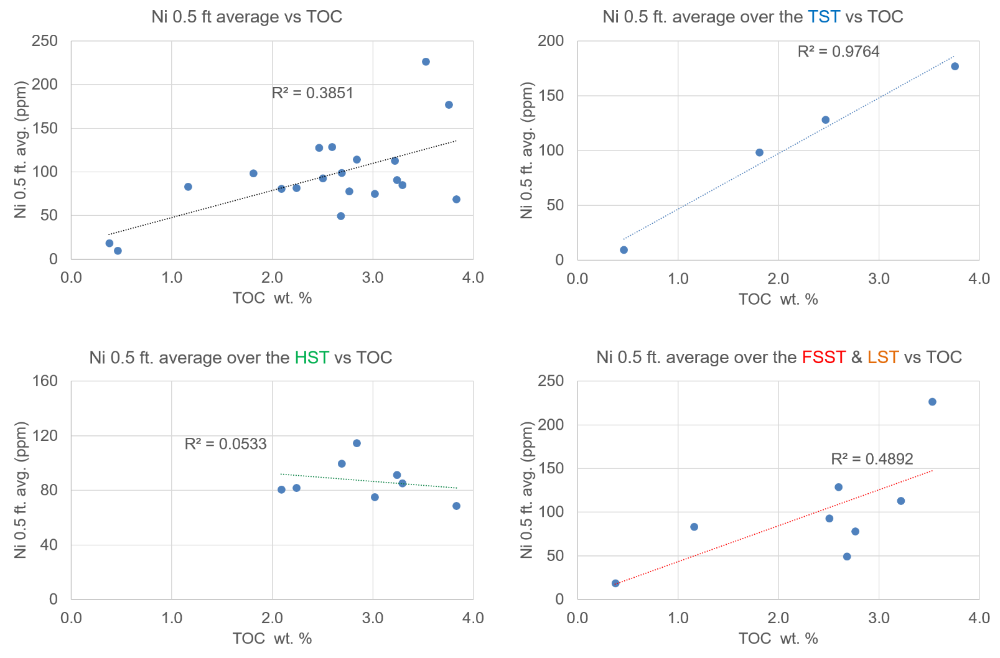 Ni 0.5 ft average vs TOC
250
200
150
100
50
0
Ni 0.5 ft. avg. (ppm)
R² = 0.3851
0.0 1.0 2.0 3.0 4.0
TOC wt. %
Ni 0.5 ft. average over the TST vs TOC
200
150
100
50
0
Ni 0.5 ft. avg. (ppm)
R² = 0.9764
0.0 1.0 2.0 3.0 4.0
TOC wt. %
Ni 0.5 ft. average over the HST vs TOC
160
120
80
40
0
Ni 0.5 ft. avg. (ppm)
R² = 0.0533
0.0 1.0 2.0 3.0 4.0
TOC wt. %
Ni 0.5 ft. average over the FSST & LST vs TOC
250
200
150
100
50
0
Ni 0.5 ft. avg. (ppm)
R² = 0.4892
0.0 1.0 2.0 3.0 4.0
TOC wt. %